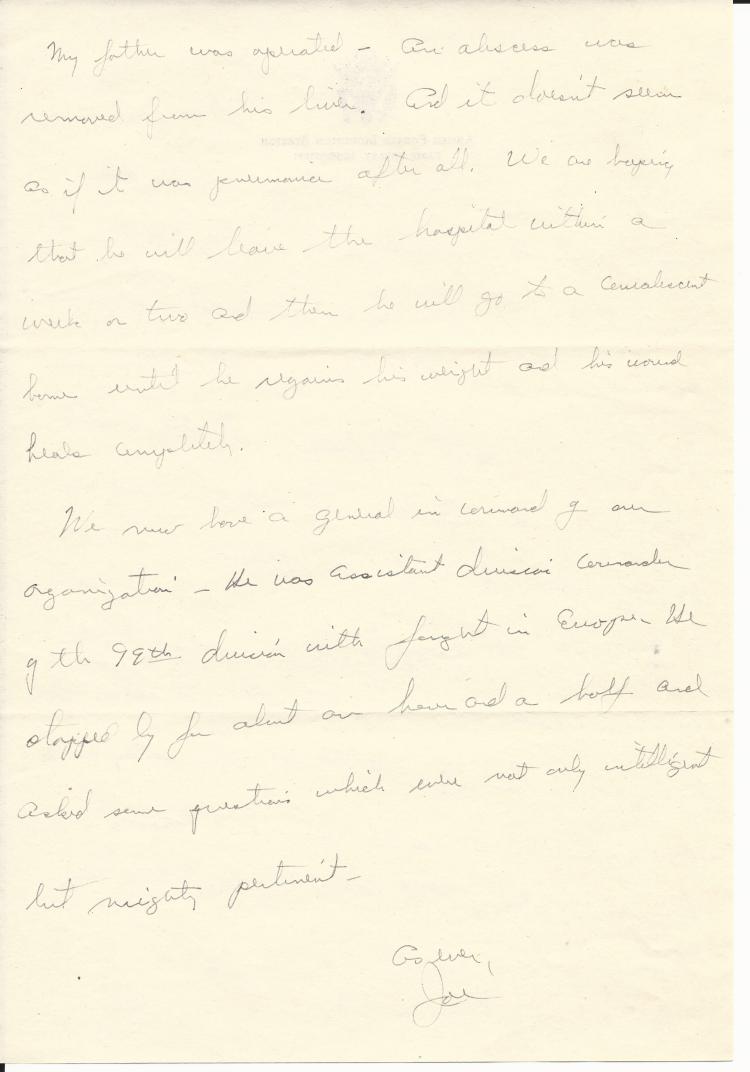 My father was operated – An abscess was
removed from his liver. And it doesn't seem
as if it was after all. We are hoping
that he will leave the hospital within a
week or two and then he will go to a convalescent
home until he regains his weight and his wound
heals completely.
We now have a general in command of our
organization – He was assistant division commander
of the 99th division with fought in Europe. He
stopped by for about an hour and a half and
asked some questions which were not only intelligent
but mighty pertinent –
As ever,
Joe